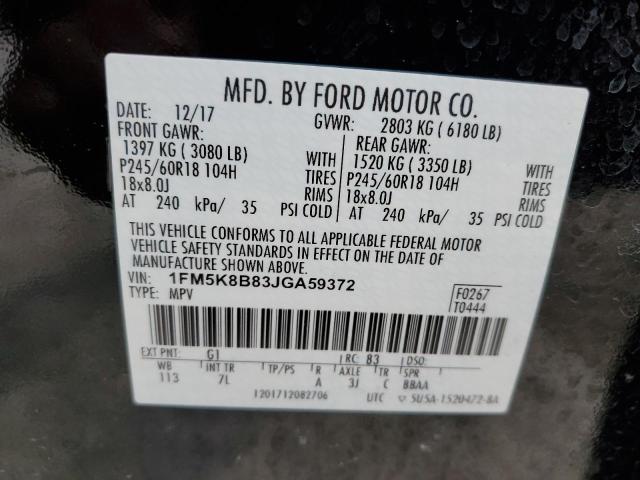 MFD. BY FORD MOTOR CO.
DATE: 12/17 GVWR: 2803 KG ( 6180 LB)
FRONT GAWR: REAR GAWR:
1397 KG ( 3080 LB) WITH 1520 KG ( 3350 LB) WITH
P245/60R18 104H TIRES P245/60R18 104H TIRES
18x8.0J RIMS 18x8.0J RIMS
AT 240 kPa/ 35 PSI COLD AT 240 kPa/ 35 PSI COLD
THIS VEHICLE CONFORMS TO ALL APPLICABLE FEDERAL MOTOR
VEHICLE SAFETY STANDARDS IN EFFECT ON THE DATE OF
MANUFACTURE SHOWN ABOVE.
VIN: 1FM5K8B83JGA59372 F0267
TYPE: MPV T0444
EXT PNT: G1 RC: 83 DSO:
WB INT TR TP/PS R AXLE TR SPR
113 7L A 3J C BBAA
1201712082706 UTC 5U5A-1520472-BA